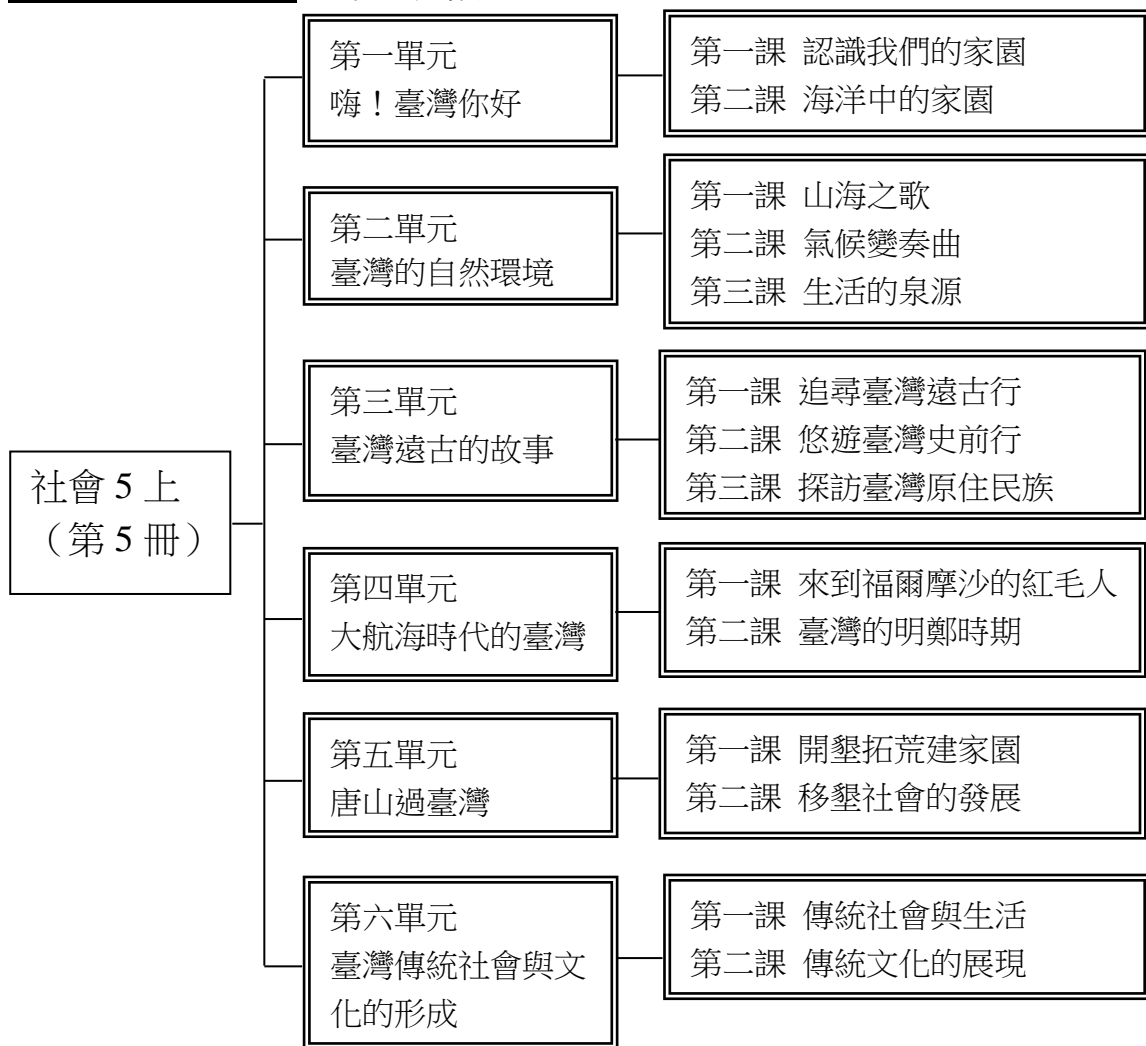 社會5上
（第5冊）
第一單元
嗨！臺灣你好
第一課 認識我們的家園
第二課 海洋中的家園
第二單元
臺灣的自然環境
第一課 山海之歌
第二課 氣候變奏曲
第三課 生活的泉源
第三單元
臺灣遠古的故事
第一課 追尋臺灣遠古行
第二課 悠遊臺灣史前行
第三課 探訪臺灣原住民族
第四單元
大航海時代的臺灣
第一課 來到福爾摩沙的紅毛人
第二課 臺灣的明鄭時期
第五單元
唐山過臺灣
第一課 開墾拓荒建家園
第二課 移墾社會的發展
第六單元
臺灣傳統社會與文
化的形成
第一課 傳統社會與生活
第二課 傳統文化的展現